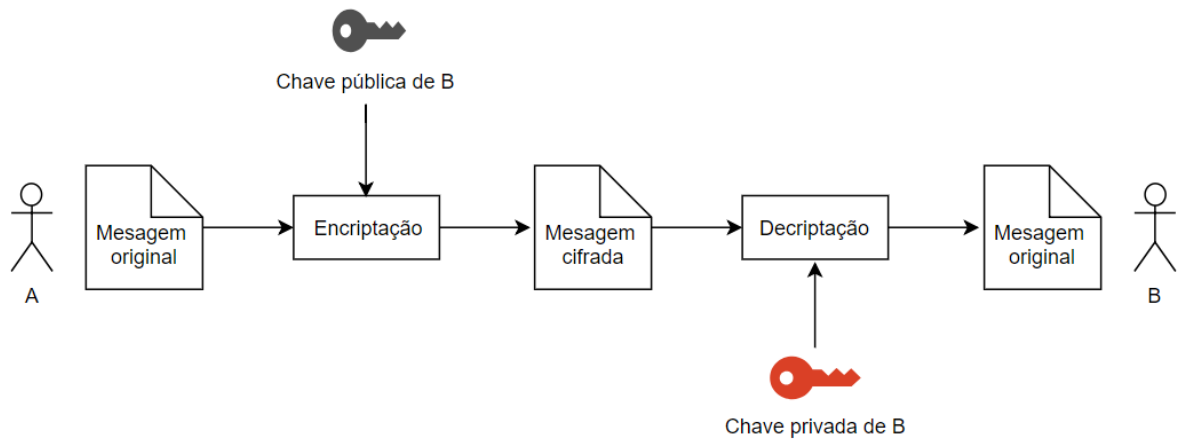 Chave pública de B
A
Mesagem
original
Encriptação
Mesagem
cifrada
Decriptação
Mesagem
original
B
Chave privada de B